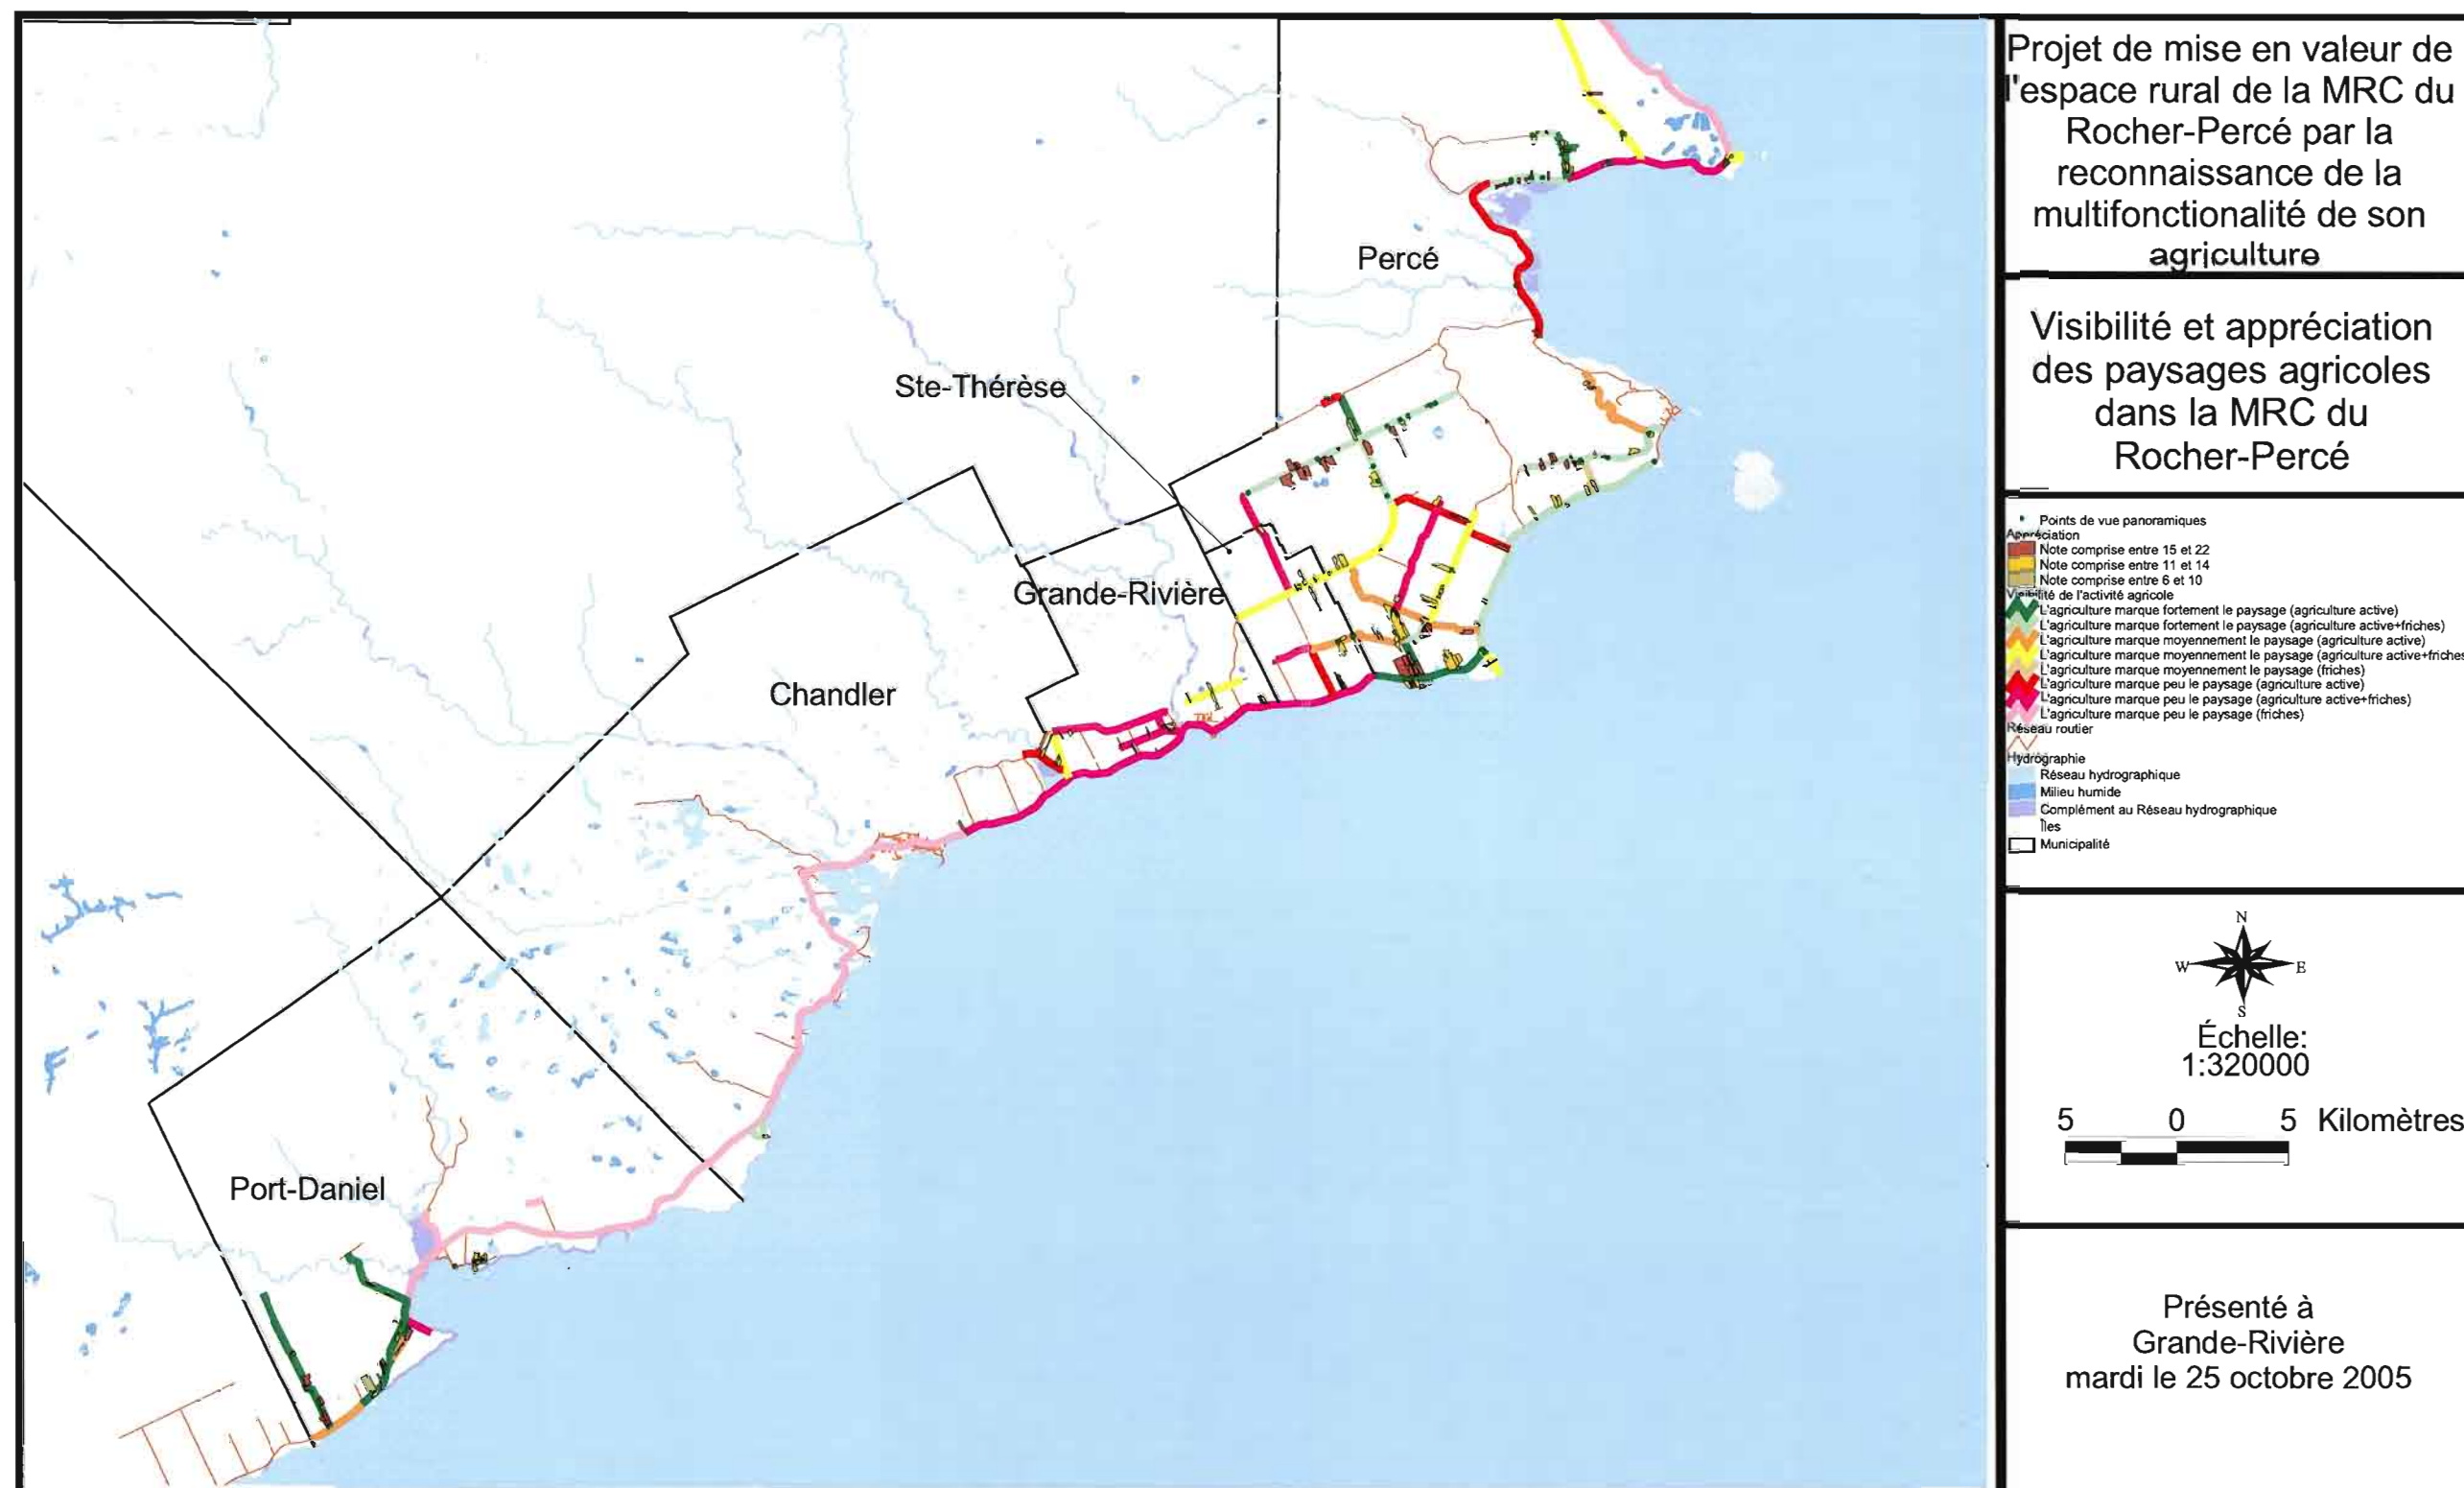 Projet de mise en valeur de
l'espace rural de la MRC du
Rocher-Percé par la
reconnaissance de la
multifonctionalité de son
agriculture
Visibilité et appréciation
des paysages agricoles
dans la MRC du
Rocher-Percé
Points de vue panoramiques
Appréciation
Note comprise entre 15 et 22
Note comprise entre 11 et 14
Note comprise entre 6 et 10
Visibilité de l'activité agricole
L'agriculture marque fortement le paysage (agriculture active)
L'agriculture marque fortement le paysage (agriculture active+friches)
L'agriculture marque moyennement le paysage (agriculture active)
L'agriculture marque moyennement le paysage (agriculture active+friches
L'agriculture marque moyennement le paysage (friches)
L'agriculture marque peu le paysage (agriculture active)
L'agriculture marque peu le paysage (agriculture active+friches)
L'agriculture marque peu le paysage (friches)
Réseau routier
Hydrographie
Réseau hydrographique
Milieu humide
Complément au Réseau hydrographique
Îles
Municipalité
N
W E
S
Échelle:
1:320000
5 0 5 Kilomètres
Présenté à
Grande-Rivière
mardi le 25 octobre 2005
Percé
Ste-Thérèse
Grande-Rivière
Chandler
Port-Daniel